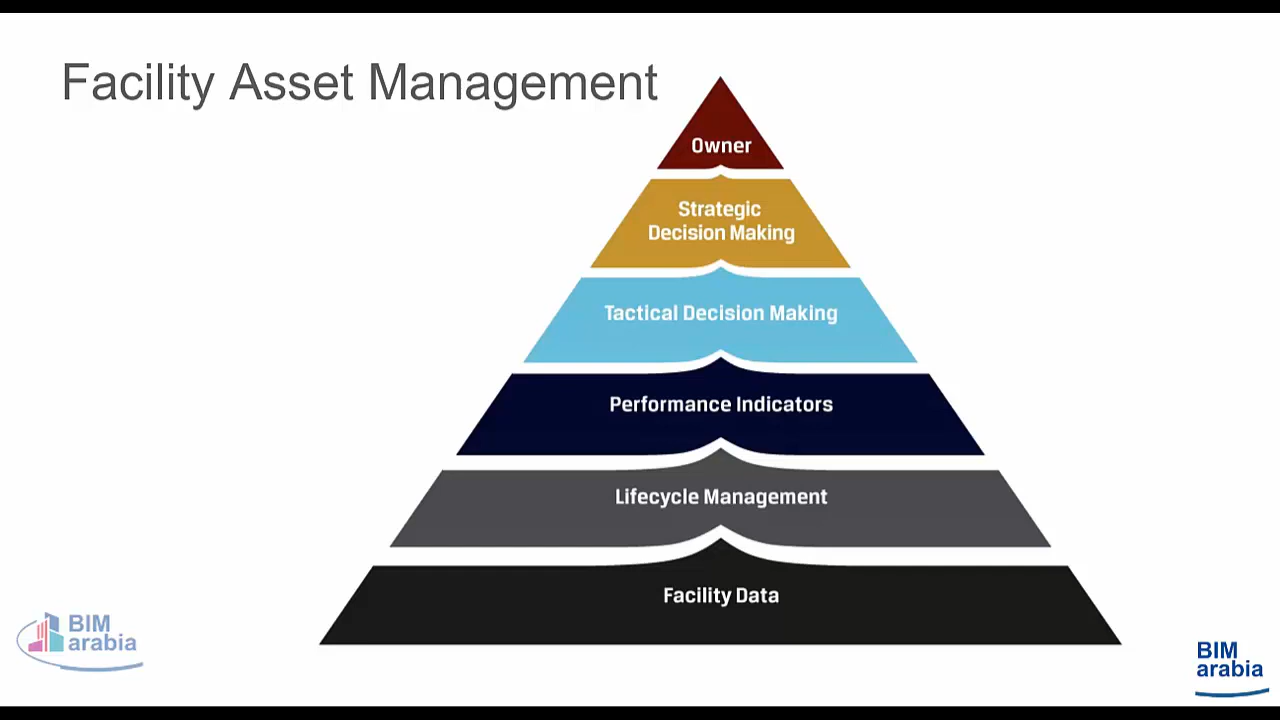 Facility Asset Management
Owner
Strategic
Decision Making
Tactical Decision Making
Performance Indicators
Lifecycle Management
Facility Data
BIM
arabia
BIM
arabia